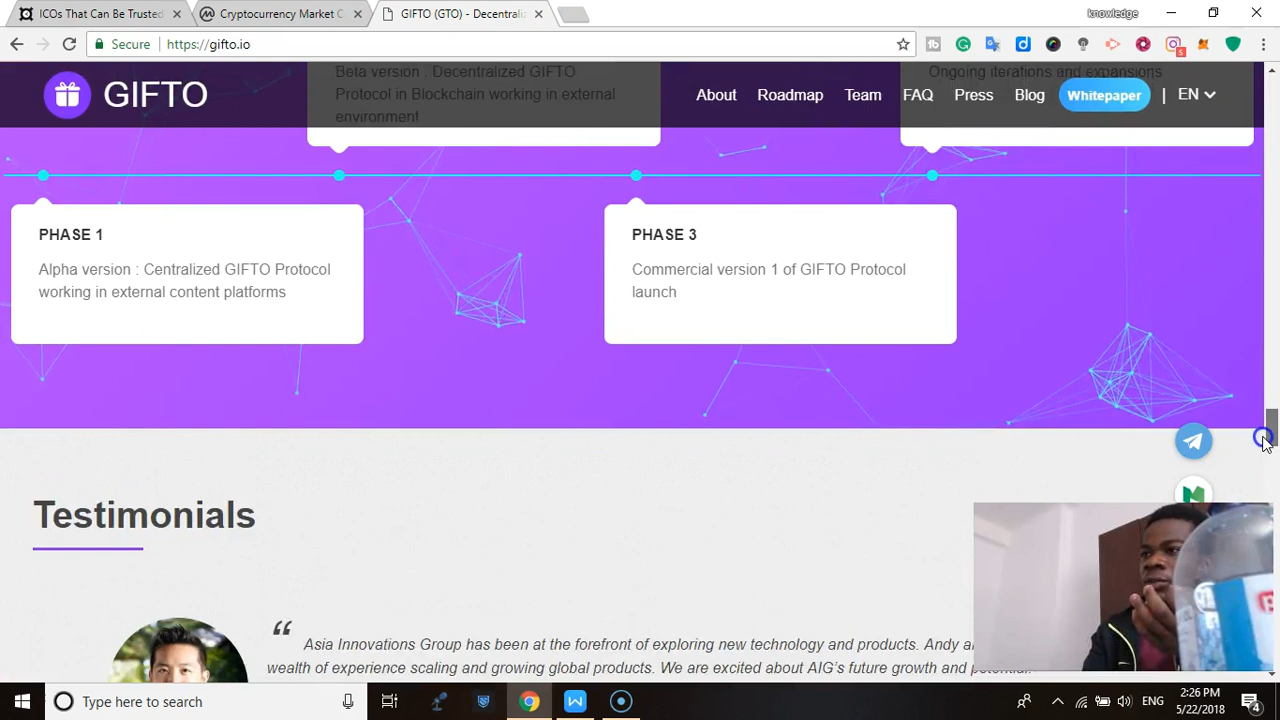 ICOs That Can Be Trusted
Cryptocurrency Market C
GIFTO (GTO) - Decentraliz
knowledge
Secure
https://gifto.io
5
GIFTO
About
Roadmap
Team
FAQ
Press
Blog
Whitepaper
| EN
Beta version : Decentralized GIFTO
Protocol in Blockchain working in external
environment
Ongoing iterations and expansions
PHASE 1
Alpha version : Centralized GIFTO Protocol
working in external content platforms
PHASE 3
Commercial version 1 of GIFTO Protocol
launch
Testimonials
“ Asia Innovations Group has been at the forefront of exploring new technology and products. Andy
wealth of experience scaling and growing global products. We are excited about AIG's future growth and potential.
Type here to search
ENG
2:26 PM
5/22/2018
4